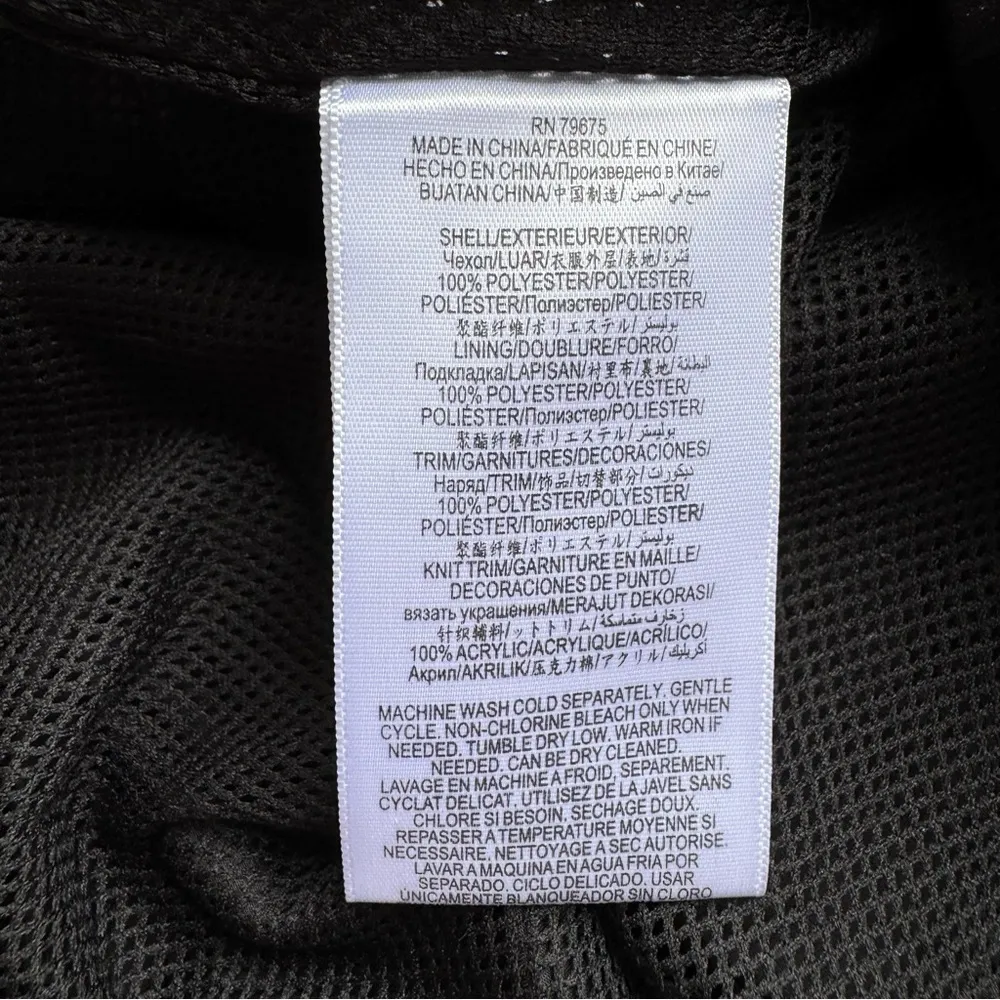 RN 79675
MADE IN CHINA/FABRIQUÉ EN CHINE/
HECHO EN CHINA/Произведено в Китае/
BUATAN CHINA/中国制造/ صنع في الصين
SHELL/EXTERIEUR/EXTERIOR/
Чехол/LUAR/衣服外层/表地/ قشرة
100% POLYESTER/POLYESTER/
POLIÉSTER/Полиэстер/POLIESTER/
聚酯纤维/ポリエステル/ بوليستر
LINING/DOUBLURE/FORRO/
Подкладка/LAPISAN/衬里布/裏地/ البطانة
100% POLYESTER/POLYESTER/
POLIÉSTER/Полиэстер/POLIESTER/
聚酯纤维/ポリエステル/ بوليستر
TRIM/GARNITURES/DECORACIONES/
Наряд/TRIM/饰品/切替部分/ ديكورات
100% POLYESTER/POLYESTER/
POLIÉSTER/Полиэстер/POLIESTER/
聚酯纤维/ポリエステル/ بوليستر
KNIT TRIM/GARNITURE EN MAILLE/
DECORACIONES DE PUNTO/
вязать украшения/MERAJUT DEKORASI/
针织辅料/ットトリム/ زخارف متماسكة
100% ACRYLIC/ACRYLIQUE/ACRÍLICO/
Акрил/AKRILIK/压克力棉/アクリル/ أكريليك
MACHINE WASH COLD SEPARATELY. GENTLE
CYCLE. NON-CHLORINE BLEACH ONLY WHEN
NEEDED. TUMBLE DRY LOW. WARM IRON IF
NEEDED. CAN BE DRY CLEANED.
LAVAGE EN MACHINE A FROID, SEPAREMENT.
CYCLAT DELICAT. UTILISEZ DE LA JAVEL SANS
CHLORE SI BESOIN. SECHAGE DOUX.
REPASSER A TEMPERATURE MOYENNE SI
NECESSAIRE. NETTOYAGE A SEC AUTORISE.
LAVAR A MAQUINA EN AGUA FRIA POR
SEPARADO. CICLO DELICADO. USAR
ÚNICAMENTE BLANQUEADOR SIN CLORO